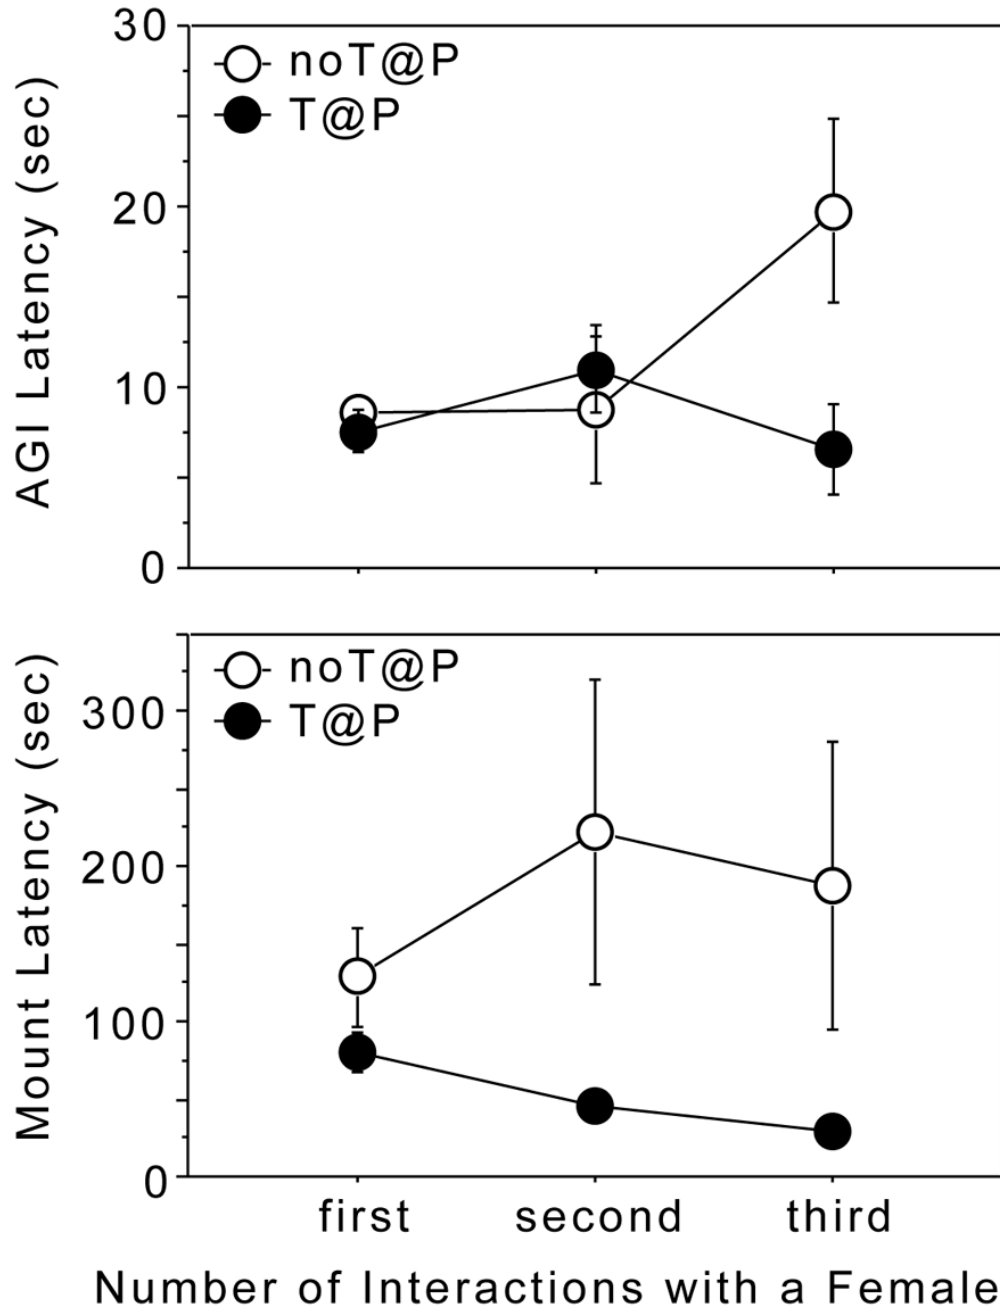 30
noT@P
T@P
20
10
0
AGI Latency (sec)
noT@P
T@P
300
200
100
0
Mount Latency (sec)
first second third
Number of Interactions with a Female